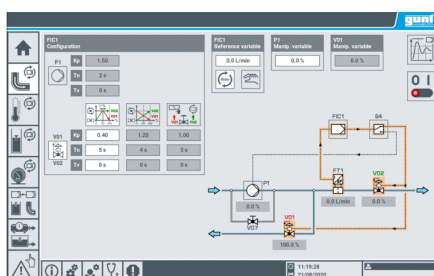 gunt
FIC1
Configuration
P1
Kp 1.50
Tn 2 s
Tv 0 s
V01
Kp 0.40 1.20 1.00
Tn 5 s 4 s 3 s
Tv 0 s 0 s 0 s
FIC1
Reference variable
0.0 L/min
P1
Manip. variable
0.0 %
V01
Manip. variable
0.0 %
0 I
FIC1
S4
P1
0.0 %
V07
FT1
0.0 L/min
V02
0.0 %
V01
100.0 %
11:19:28
21/08/2020